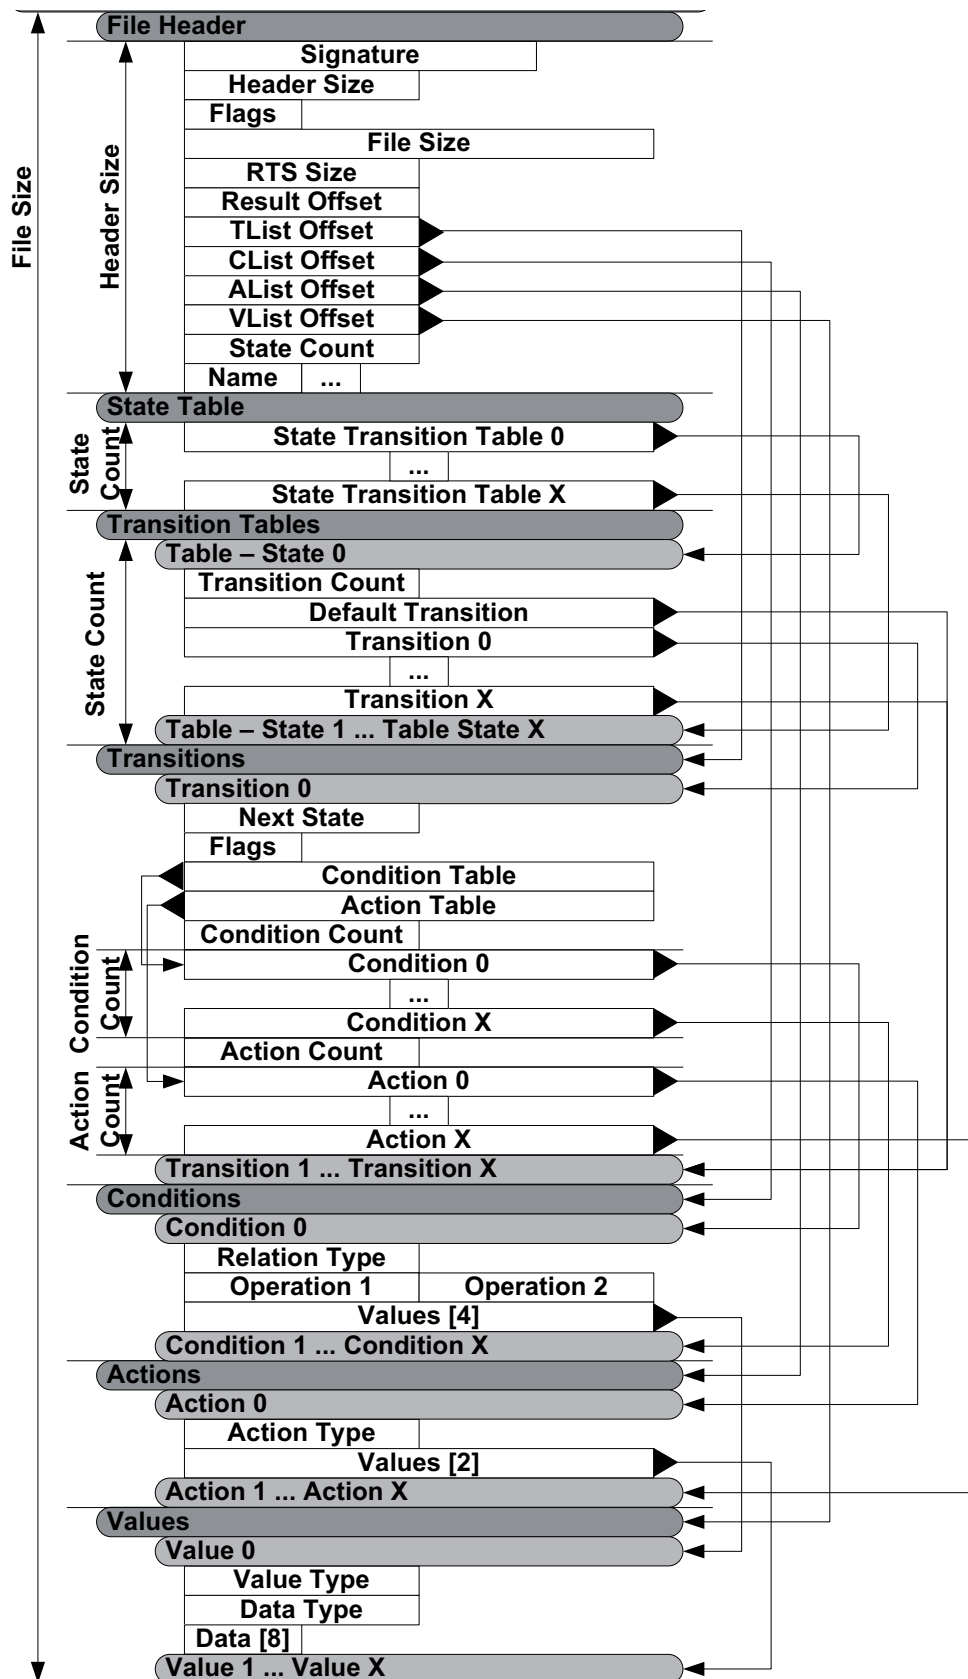 File Header
Signature
Header Size
Flags
File Size
RTS Size
Result Offset
TList Offset
CList Offset
AList Offset
VList Offset
State Count
Name ...
File Size
Header Size
State Table
State Transition Table 0
...
State Transition Table X
State
Count
Transition Tables
Table – State 0
Transition Count
Default Transition
Transition 0
...
Transition X
Table – State 1 ... Table State X
State Count
Transitions
Transition 0
Next State
Flags
Condition Table
Action Table
Condition Count
Condition 0
...
Condition X
Condition
Count
Action Count
Action 0
...
Action X
Action
Count
Transition 1 ... Transition X
Conditions
Condition 0
Relation Type
Operation 1 Operation 2
Values [4]
Condition 1 ... Condition X
Actions
Action 0
Action Type
Values [2]
Action 1 ... Action X
Values
Value 0
Value Type
Data Type
Data [8]
Value 1 ... Value X